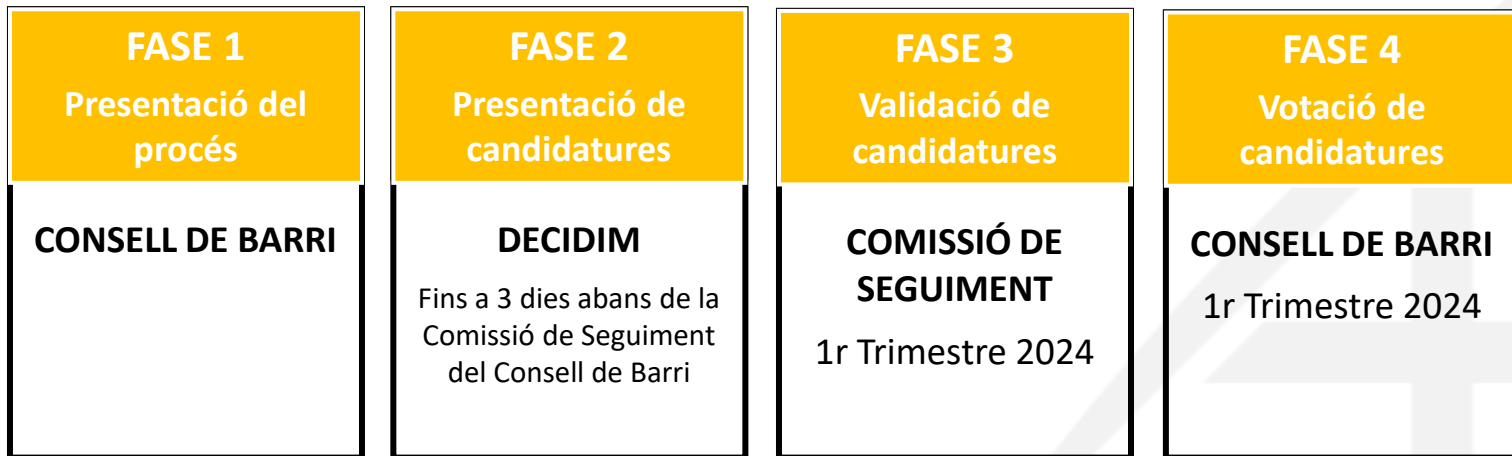 FASE 1
Presentació del
procés
CONSELL DE BARRI
FASE 2
Presentació de
candidatures
DECIDIM
Fins a 3 dies abans de la
Comissió de Seguiment
del Consell de Barri
FASE 3
Validació de
candidatures
COMISSIÓ DE
SEGUIMENT
1r Trimestre 2024
FASE 4
Votació de
candidatures
CONSELL DE BARRI
1r Trimestre 2024